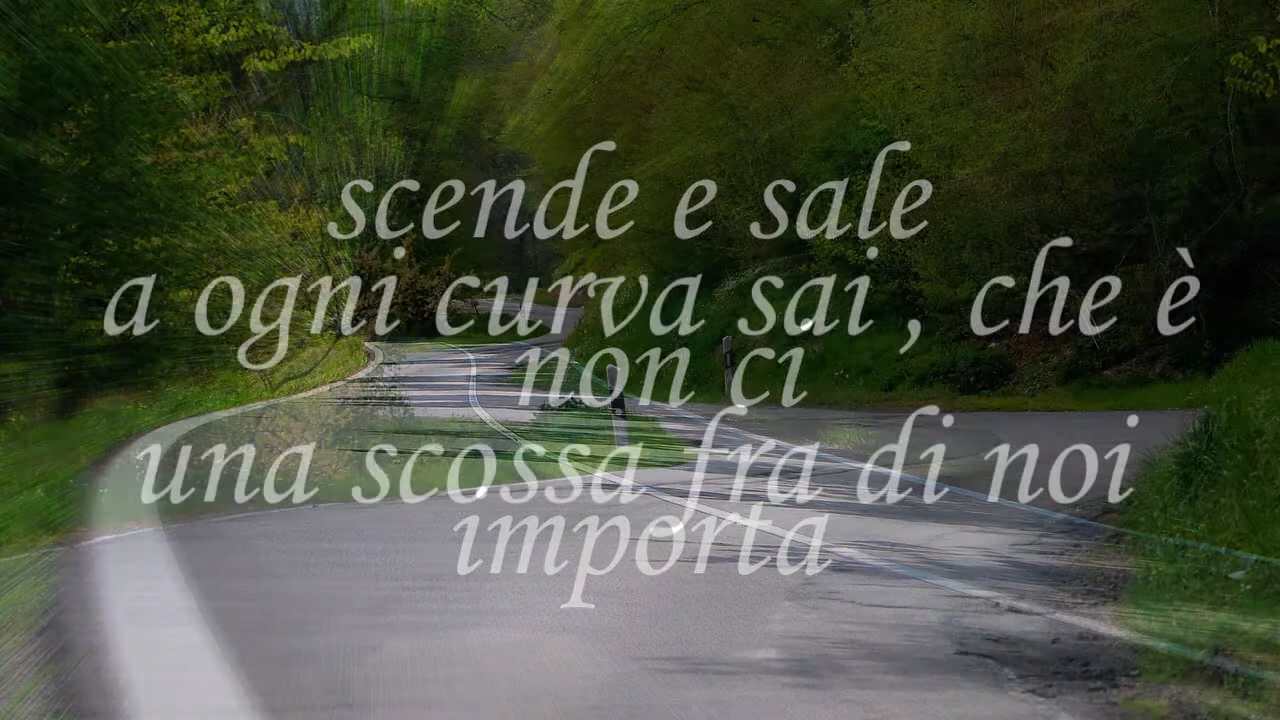 scende e sale
a ogni curva sai , che è
non ci
una scossa fra di noi
importa